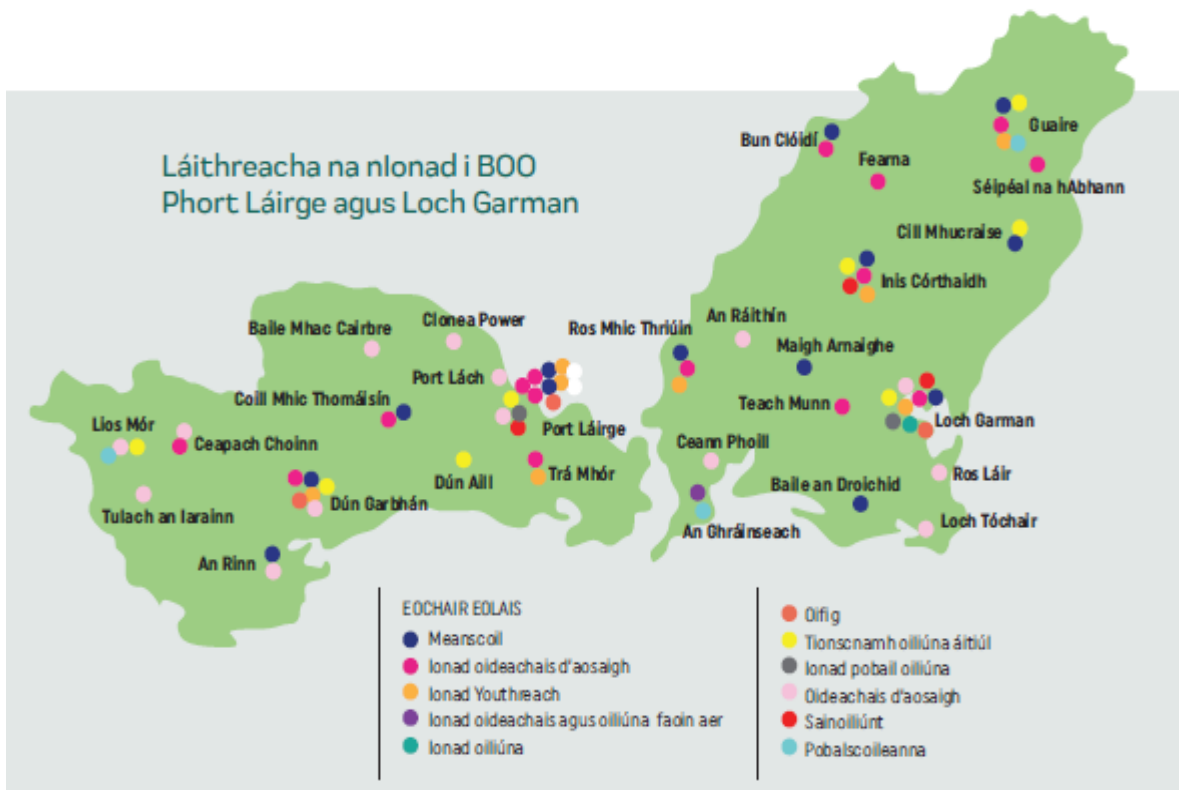 Láithreacha na nIonad i BOO
Phort Láirge agus Loch Garman
Guaire
Bun Clóidí
Fearna
Séipéal na hAbhann
Cill Mhucraise
Inis Córthaidh
An Ráithín
Ros Mhic Thriúin
Clonea Power
Baile Mhac Cairbre
Maigh Arnaighe
Port Lách
Coill Mhic Thomáisín
Teach Munn
Loch Garman
Lios Mór
Port Láirge
Ceapach Choinn
Ceann Phoill
Ros Láir
Trá Mhór
Dún Aill
Baile an Droichid
Dún Garbhán
Tulach an Iarainn
An Ghráinseach
Loch Tóchair
An Rinn
EOCHAIR EOLAIS
Meanscoil
Ionad oideachais d'aosaigh
Ionad Youthreach
Ionad oideachais agus oiliúna faoin aer
Ionad oiliúna
Oifig
Tionscnamh oiliúna áitiúl
Ionad pobail oiliúna
Oideachais d'aosaigh
Sainoiliúnt
Pobalscoileanna